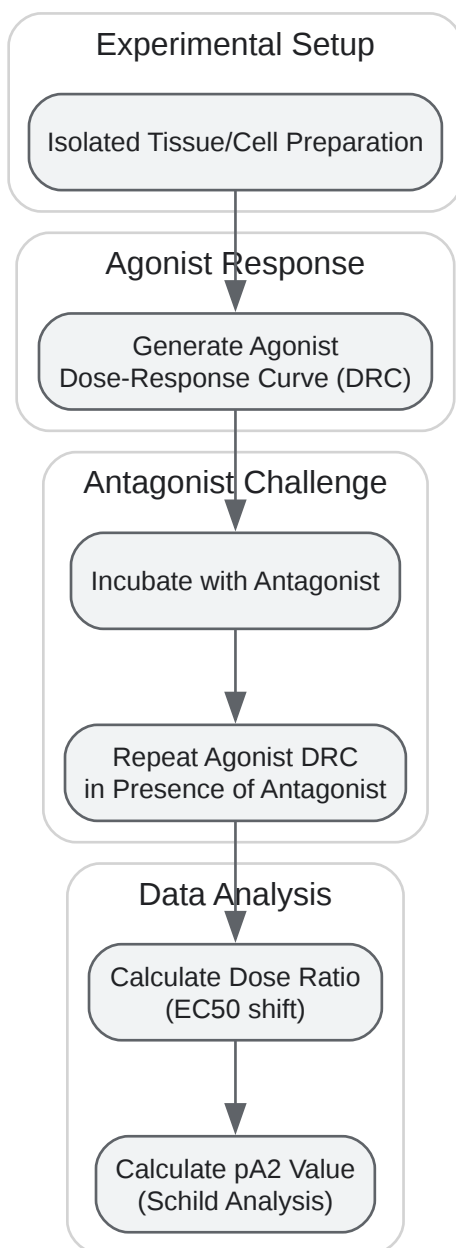 Experimental Setup
Isolated Tissue/Cell Preparation
Agonist Response
Generate Agonist
Dose-Response Curve (DRC)
Antagonist Challenge
Incubate with Antagonist
Repeat Agonist DRC
in Presence of Antagonist
Data Analysis
Calculate Dose Ratio
(EC50 shift)
Calculate pA2 Value
(Schild Analysis)